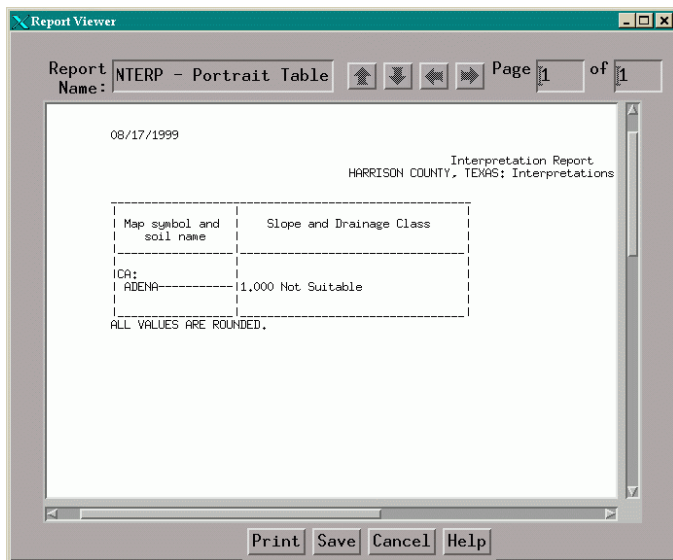 Report Viewer
Report Name: NTERP - Portrait Table Page 1 of 1
08/17/1999
Interpretation Report
HARRISON COUNTY, TEXAS: Interpretations
Map symbol and soil name | Slope and Drainage Class
CA:
ADENA-----------|1.000 Not Suitable
ALL VALUES ARE ROUNDED.
Print Save Cancel Help